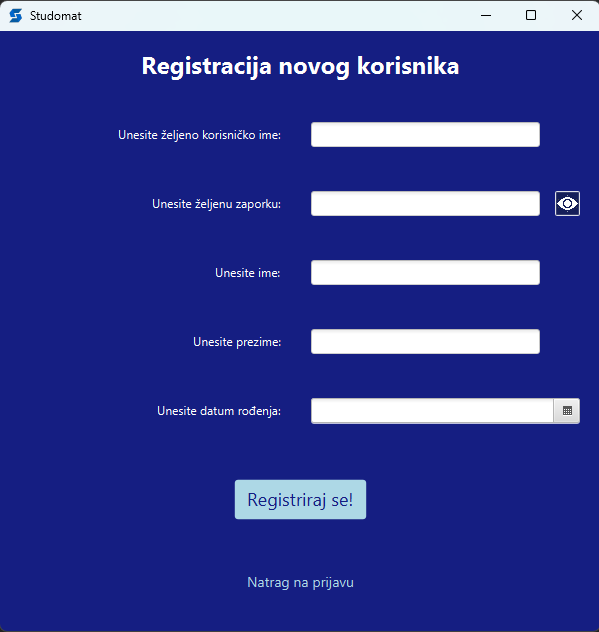 Studomat
Registracija novog korisnika
Unesite željeno korisničko ime:
Unesite željenu zaporku:
Unesite ime:
Unesite prezime:
Unesite datum rođenja:
Registriraj se!
Natrag na prijavu